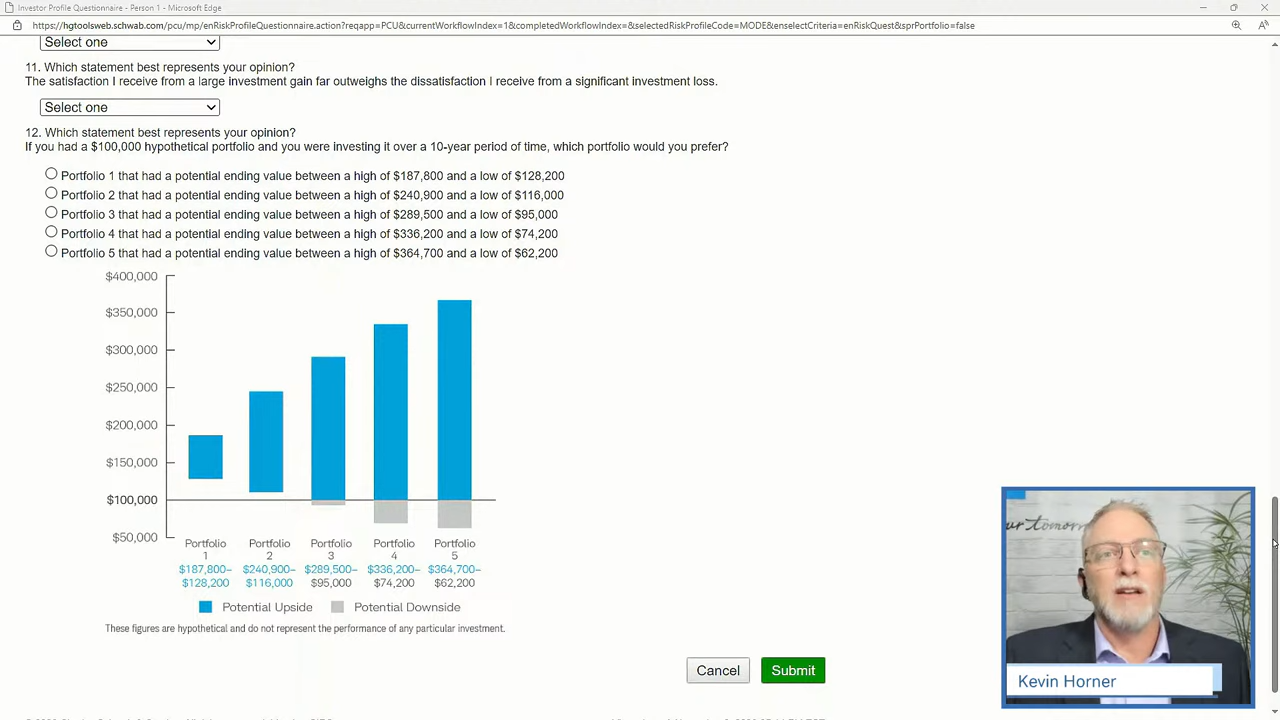 Investor Profile Questionnaire - Person 1 - Microsoft Edge
https://hgtoolsweb.schwab.com/pcu/mp/enRiskProfileQuestionnaire.action?reqapp=PCU&currentWorkflowIndex=1&completedWorkflowIndex=&selectedRiskProfileCode=MODE&enselectCriteria=enRiskQuest&sprPortfolio=false
Select one
11. Which statement best represents your opinion?
The satisfaction I receive from a large investment gain far outweighs the dissatisfaction I receive from a significant investment loss.
Select one
12. Which statement best represents your opinion?
If you had a $100,000 hypothetical portfolio and you were investing it over a 10-year period of time, which portfolio would you prefer?
Portfolio 1 that had a potential ending value between a high of $187,800 and a low of $128,200
Portfolio 2 that had a potential ending value between a high of $240,900 and a low of $116,000
Portfolio 3 that had a potential ending value between a high of $289,500 and a low of $95,000
Portfolio 4 that had a potential ending value between a high of $336,200 and a low of $74,200
Portfolio 5 that had a potential ending value between a high of $364,700 and a low of $62,200
$400,000
$350,000
$300,000
$250,000
$200,000
$150,000
$100,000
$50,000
Portfolio Portfolio Portfolio Portfolio Portfolio
1 2 3 4 5
$187,800– $240,900– $289,500– $336,200– $364,700–
$128,200 $116,000 $95,000 $74,200 $62,200
Potential Upside Potential Downside
These figures are hypothetical and do not represent the performance of any particular investment.
Cancel Submit
Kevin Horner